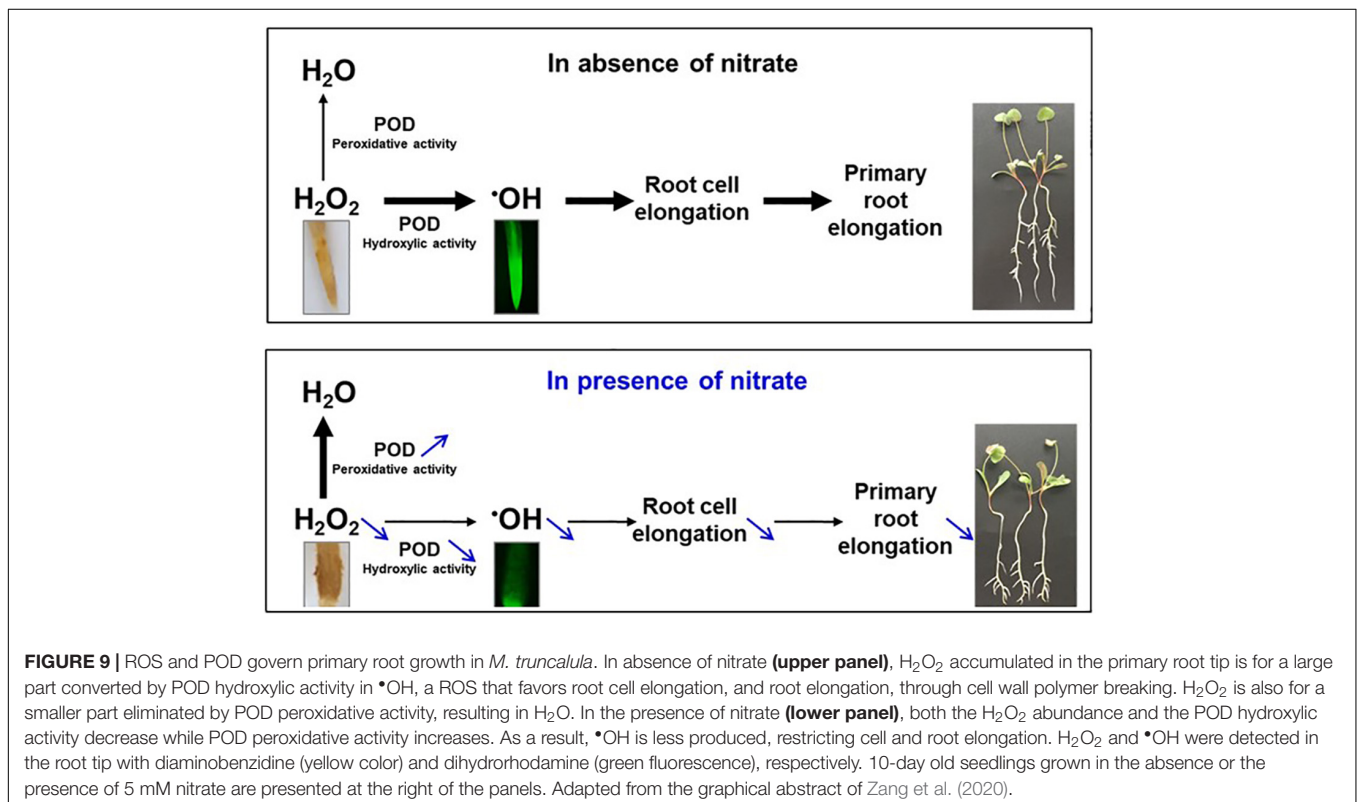 In absence of nitrate
H₂O
POD
Peroxidative activity
H₂O₂
POD
Hydroxylic activity
•OH
Root cell
elongation
Primary
root
elongation
In presence of nitrate
H₂O
POD
Peroxidative activity
H₂O₂
POD
Hydroxylic activity
•OH
Root cell
elongation
Primary
root
elongation
FIGURE 9 | ROS and POD govern primary root growth in M. truncalula. In absence of nitrate (upper panel), H₂O₂ accumulated in the primary root tip is for a large
part converted by POD hydroxylic activity in •OH, a ROS that favors root cell elongation, and root elongation, through cell wall polymer breaking. H₂O₂ is also for a
smaller part eliminated by POD peroxidative activity, resulting in H₂O. In the presence of nitrate (lower panel), both the H₂O₂ abundance and the POD hydroxylic
activity decrease while POD peroxidative activity increases. As a result, •OH is less produced, restricting cell and root elongation. H₂O₂ and •OH were detected in
the root tip with diaminobenzidine (yellow color) and dihydrorhodamine (green fluorescence), respectively. 10-day old seedlings grown in the absence or the
presence of 5 mM nitrate are presented at the right of the panels. Adapted from the graphical abstract of Zang et al. (2020).